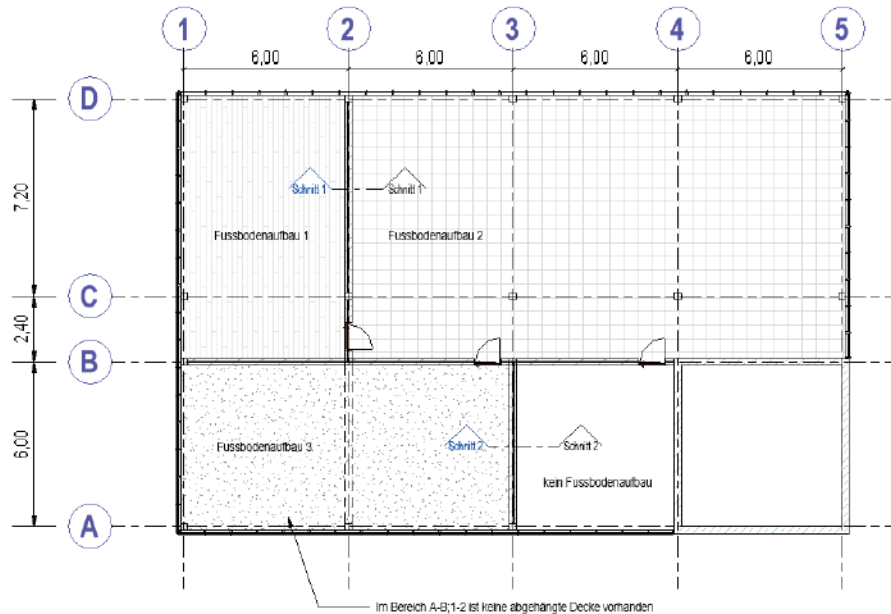 1 2 3 4 5
6,00 6,00 6,00 6,00
D
7,20
Schnitt 1 Schnitt 1
Fussbodenaufbau 1 Fussbodenaufbau 2
C
2,40
B
6,00
Fussbodenaufbau 3 Schnitt 2 Schnitt 2
kein Fussbodenaufbau
A
Im Bereich A-B;1-2 ist keine abgehängte Decke vorhanden